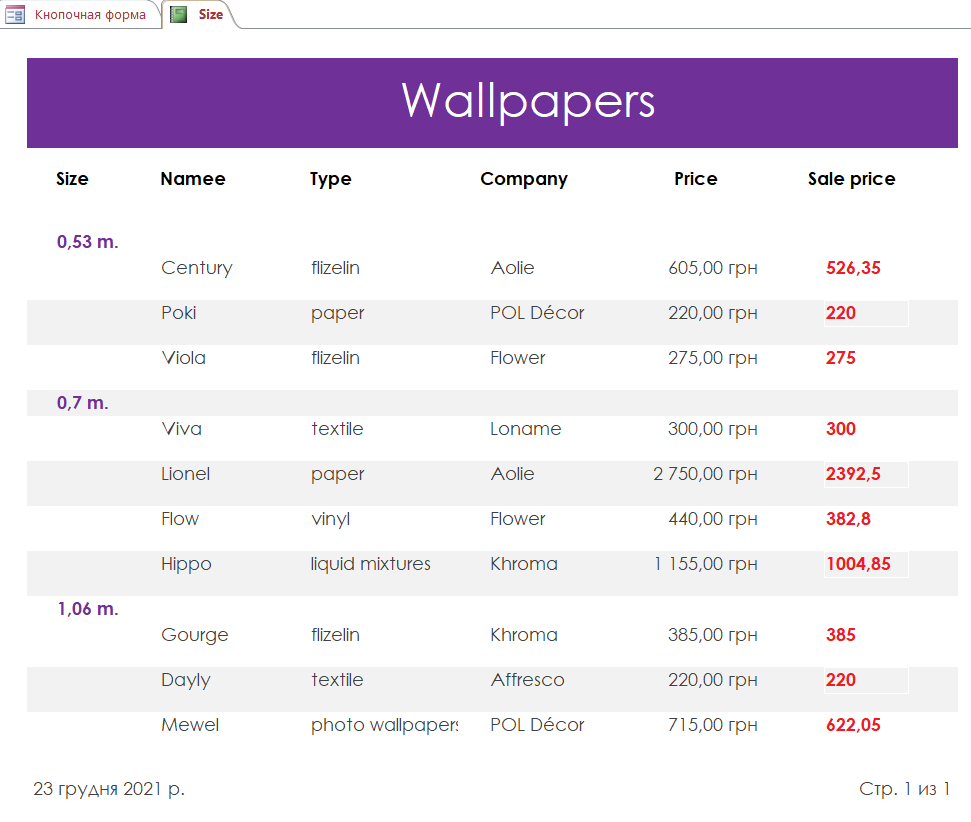 Кнопочная форма Size
Wallpapers
Size Namee Type Company Price Sale price
0,53 m.
Century flizelin Aolie 605,00 грн 526,35
Poki paper POL Décor 220,00 грн 220
Viola flizelin Flower 275,00 грн 275
0,7 m.
Viva textile Loname 300,00 грн 300
Lionel paper Aolie 2 750,00 грн 2392,5
Flow vinyl Flower 440,00 грн 382,8
Hippo liquid mixtures Khroma 1 155,00 грн 1004,85
1,06 m.
Gourge flizelin Khroma 385,00 грн 385
Dayly textile Affresco 220,00 грн 220
Mewel photo wallpapers POL Décor 715,00 грн 622,05
23 грудня 2021 р. Стр. 1 из 1